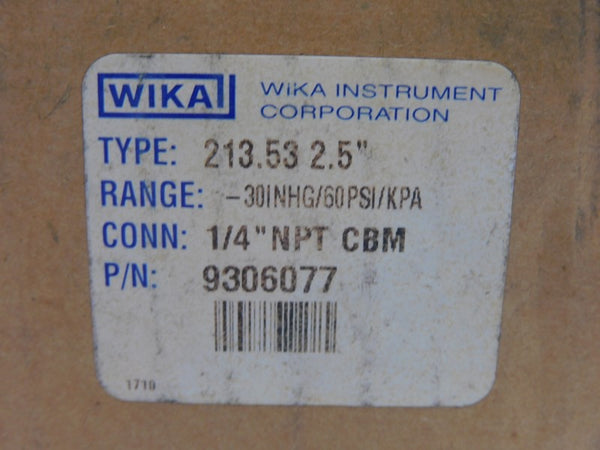 WIKA
WIKA INSTRUMENT
CORPORATION
TYPE: 213.53 2.5"
RANGE: -30INHG/60PSI/KPA
CONN: 1/4"NPT CBM
P/N: 9306077
1710